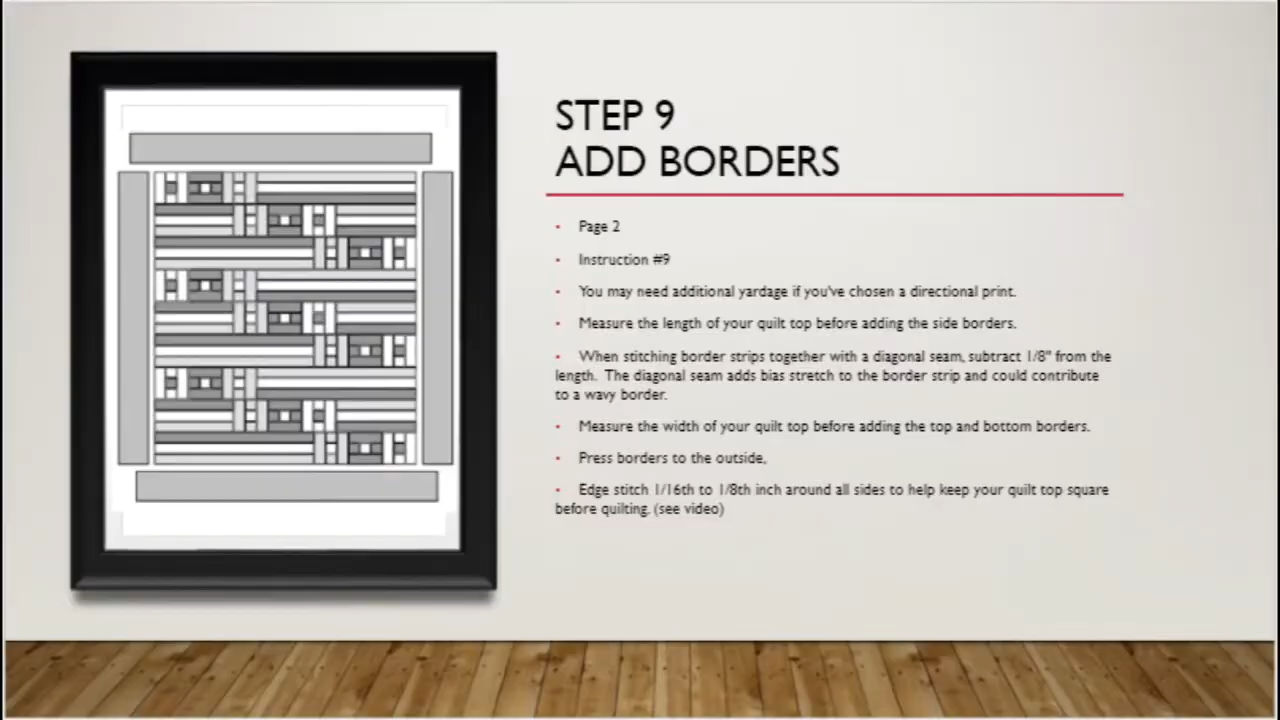 STEP 9
ADD BORDERS
• Page 2
• Instruction #9
• You may need additional yardage if you've chosen a directional print.
• Measure the length of your quilt top before adding the side borders.
• When stitching border strips together with a diagonal seam, subtract 1/8" from the
length. The diagonal seam adds bias stretch to the border strip and could contribute
to a wavy border.
• Measure the width of your quilt top before adding the top and bottom borders.
• Press borders to the outside.
• Edge stitch 1/16th to 1/8th inch around all sides to help keep your quilt top square
before quilting. (see video)